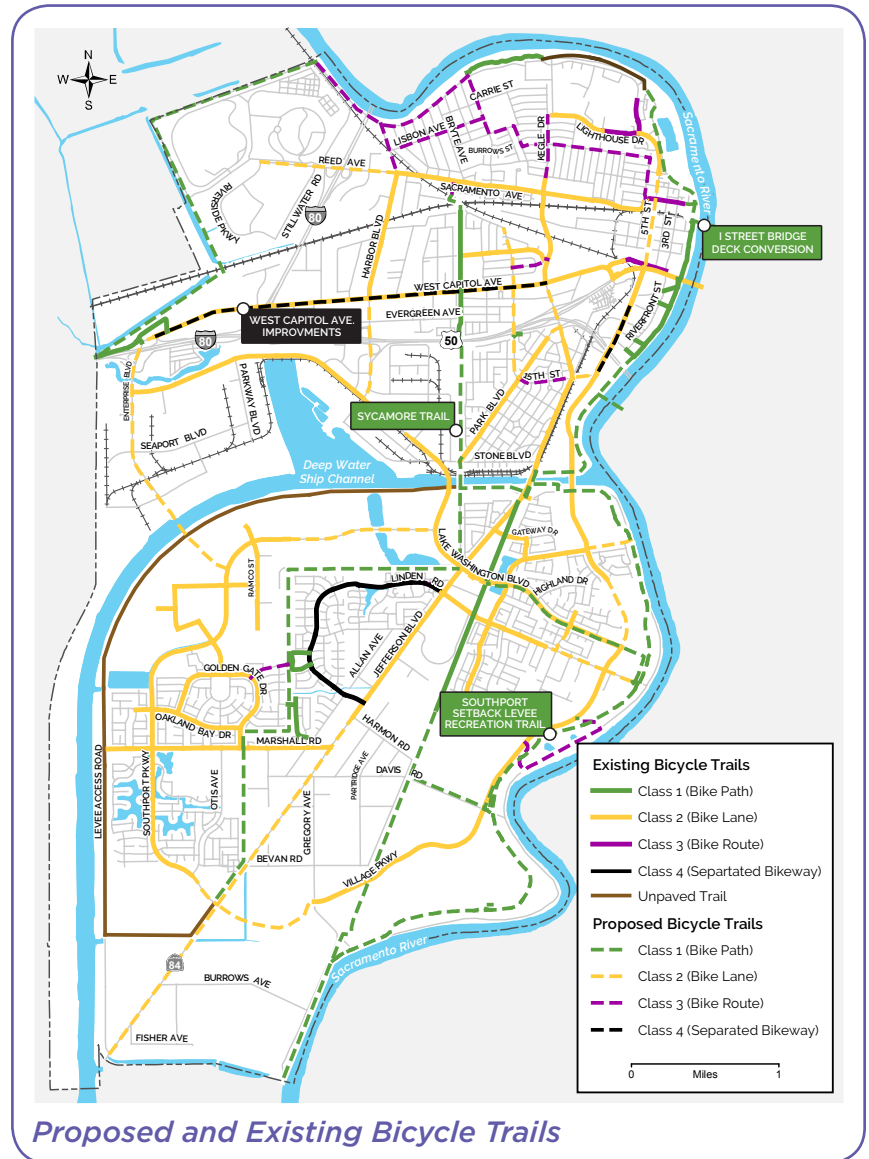 N
W E
S
CARRIE ST
LISBON AVE
BRYTE AVE
BURROWS ST
KEGLE DR
LIGHTHOUSE DR
Sacramento River
REED AVE
SACRAMENTO AVE
RIVERSIDE PKWY
STILLWATER RD
80
HARBOR BLVD
5TH ST
3RD ST
I STREET BRIDGE
DECK CONVERSION
WEST CAPITOL AVE
EVERGREEN AVE
RIVERFRONT ST
WEST CAPITOL AVE.
IMPROVMENTS
80
50
ENTERPRISE BLVD
PARKWAY BLVD
15TH ST
PARK BLVD
SYCAMORE TRAIL
SEAPORT BLVD
STONE BLVD
Deep Water
Ship Channel
GATEWAY DR
LAKE WASHINGTON BLVD
RAMCO ST
LINDEN RD
HIGHLAND DR
ALLAN AVE
JEFFERSON BLVD
GOLDEN GATE DR
OAKLAND BAY DR
MARSHALL RD
HARMON RD
SOUTHPORT
SETBACK LEVEE
RECREATION TRAIL
LEVEE ACCESS ROAD
SOUTHPORT PKWY
OTIS AVE
GREGORY AVE
PARTRIDGE AVE
DAVIS RD
BEVAN RD
VILLAGE PKWY
Sacramento River
84
BURROWS AVE
FISHER AVE
Existing Bicycle Trails
Class 1 (Bike Path)
Class 2 (Bike Lane)
Class 3 (Bike Route)
Class 4 (Separtated Bikeway)
Unpaved Trail
Proposed Bicycle Trails
Class 1 (Bike Path)
Class 2 (Bike Lane)
Class 3 (Bike Route)
Class 4 (Separated Bikeway)
0 Miles 1
Proposed and Existing Bicycle Trails